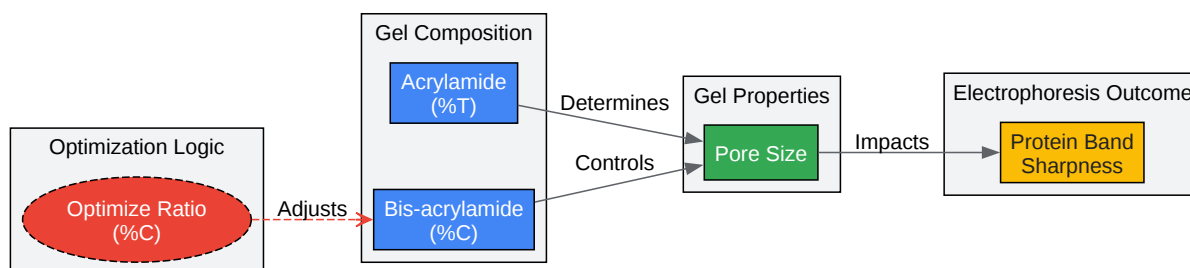 Optimization Logic
Optimize Ratio
(%C)
Adjusts
Gel Composition
Acrylamide
(%T)
Bis-acrylamide
(%C)
Determines
Controls
Gel Properties
Pore Size
Impacts
Electrophoresis Outcome
Protein Band
Sharpness